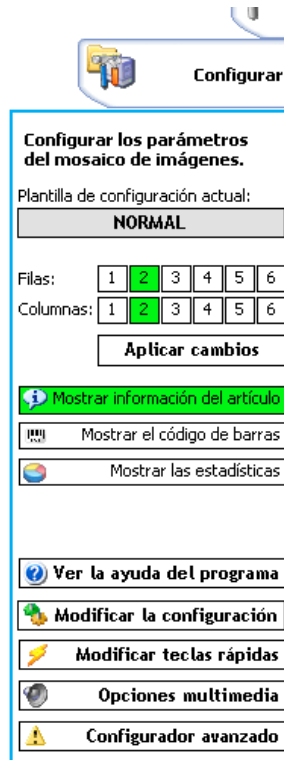 Configurar
Configurar los parámetros
del mosaico de imágenes.
Plantilla de configuración actual:
NORMAL
Filas: 1 2 3 4 5 6
Columnas: 1 2 3 4 5 6
Aplicar cambios
Mostrar información del artículo
Mostrar el código de barras
Mostrar las estadísticas
Ver la ayuda del programa
Modificar la configuración
Modificar teclas rápidas
Opciones multimedia
Configurador avanzado